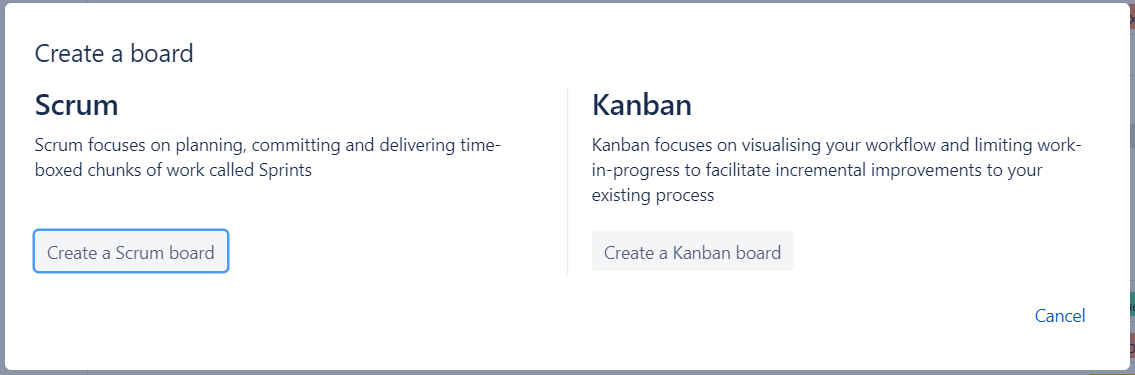 Create a board
Scrum
Scrum focuses on planning, committing and delivering time-
boxed chunks of work called Sprints
Create a Scrum board
Kanban
Kanban focuses on visualising your workflow and limiting work-
in-progress to facilitate incremental improvements to your
existing process
Create a Kanban board
Cancel